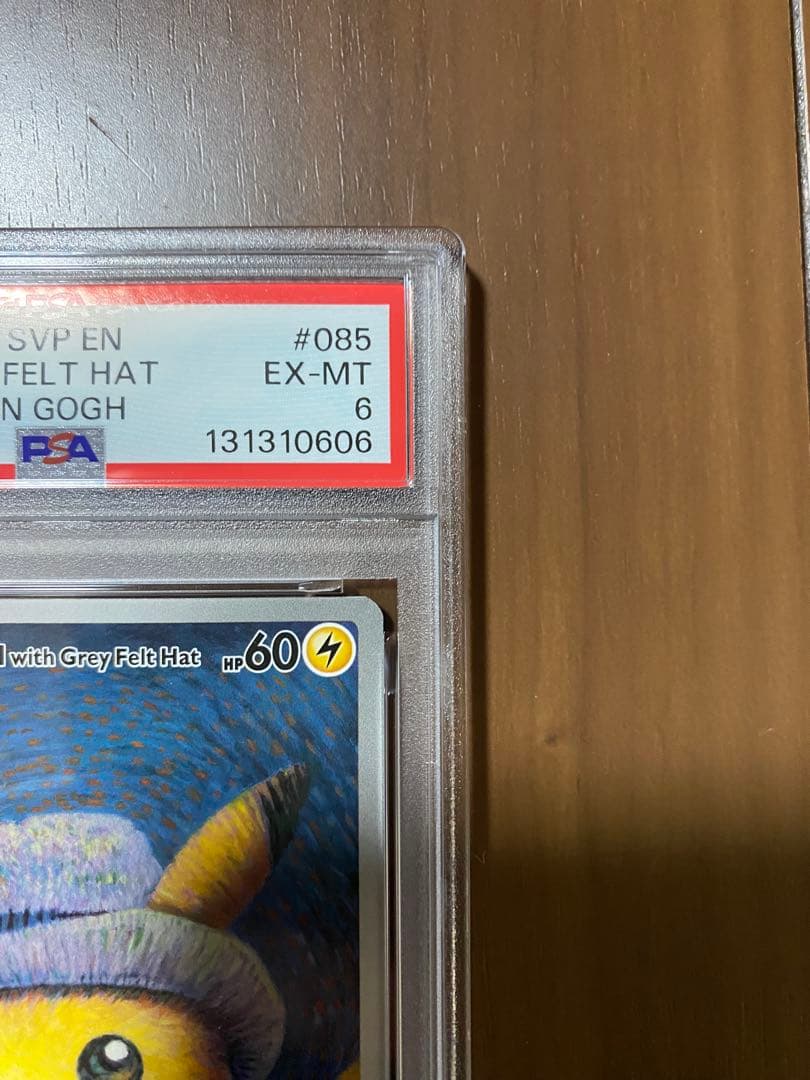 SVP EN #085
FELT HAT EX-MT
N GOGH 6
PSA 131310606
with Grey Felt Hat HP60